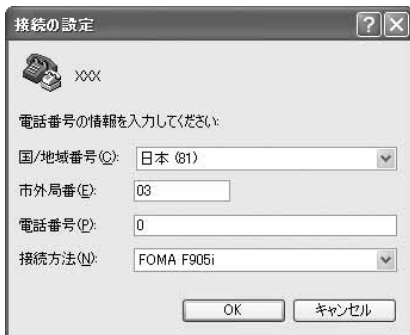 接続の設定
XXX
電話番号の情報を入力してください:
国/地域番号(C): 日本 (81)
市外局番(E): 03
電話番号(P): 0
接続方法(N): FOMA F905i
OK キャンセル